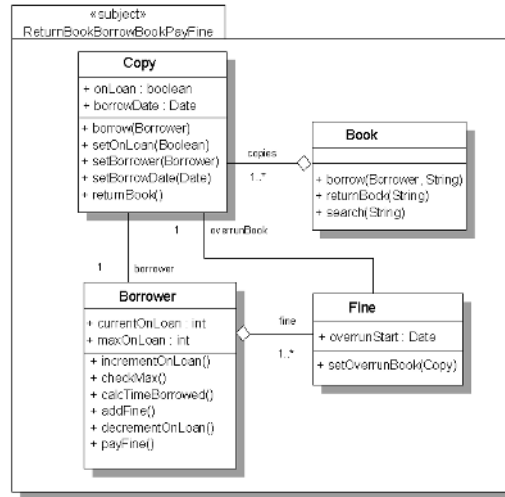 «subject»
ReturnBookBorrowBookPayFine
Copy
+ onLoan : boolean
+ borrowDate : Date
+ borrow(Borrower)
+ setOnLoan(Boolean)
+ setBorrower(Borrower)
+ setBorrowDate(Date)
+ returnBook()
copies
1..*
Book
+ borrow(Borrower, String)
+ returnBook(String)
+ search(String)
1
overrunBook
1
borrower
Borrower
+ currentOnLoan : int
+ maxOnLoan : int
+ incrementOnLoan()
+ checkMax()
+ calcTimeBorrowed()
+ addFine()
+ decrementOnLoan()
+ payFine()
fine
1..*
Fine
+ overrunStart : Date
+ setOverrunBook(Copy)